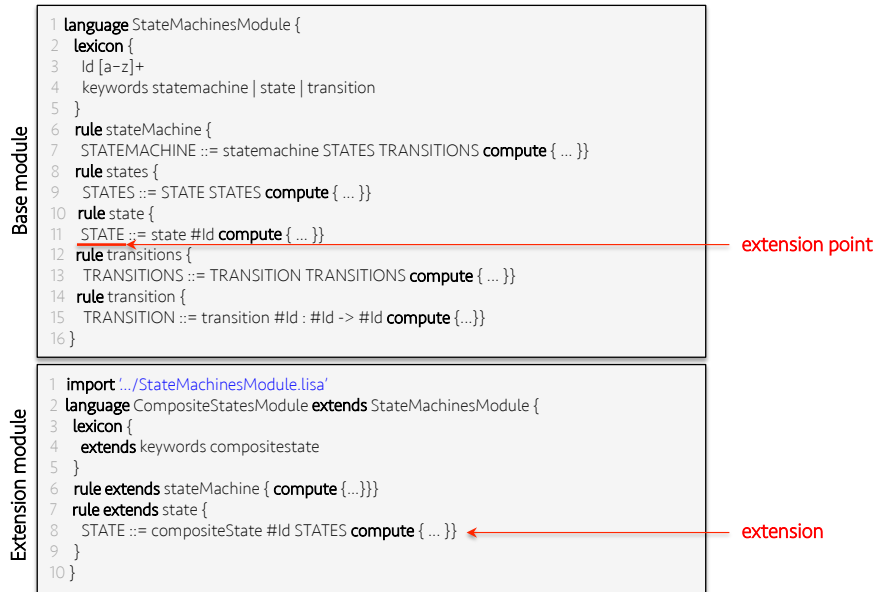 Base module
1 language StateMachinesModule {
2 lexicon {
3 Id [a-z]+
4 keywords statemachine | state | transition
5 }
6 rule stateMachine {
7 STATEMACHINE ::= statemachine STATES TRANSITIONS compute { ... }}
8 rule states {
9 STATES ::= STATE STATES compute { ... }}
10 rule state {
11 STATE ::= state #Id compute { ... }}
extension point
12 rule transitions {
13 TRANSITIONS ::= TRANSITION TRANSITIONS compute { ... }}
14 rule transition {
15 TRANSITION ::= transition #Id : #Id -> #Id compute {...}}
16 }
Extension module
1 import '.../StateMachinesModule.lisa'
2 language CompositeStatesModule extends StateMachinesModule {
3 lexicon {
4 extends keywords compositestate
5 }
6 rule extends stateMachine { compute {...}}}
7 rule extends state {
8 STATE ::= compositeState #Id STATES compute { ... }}
extension
9 }
10 }